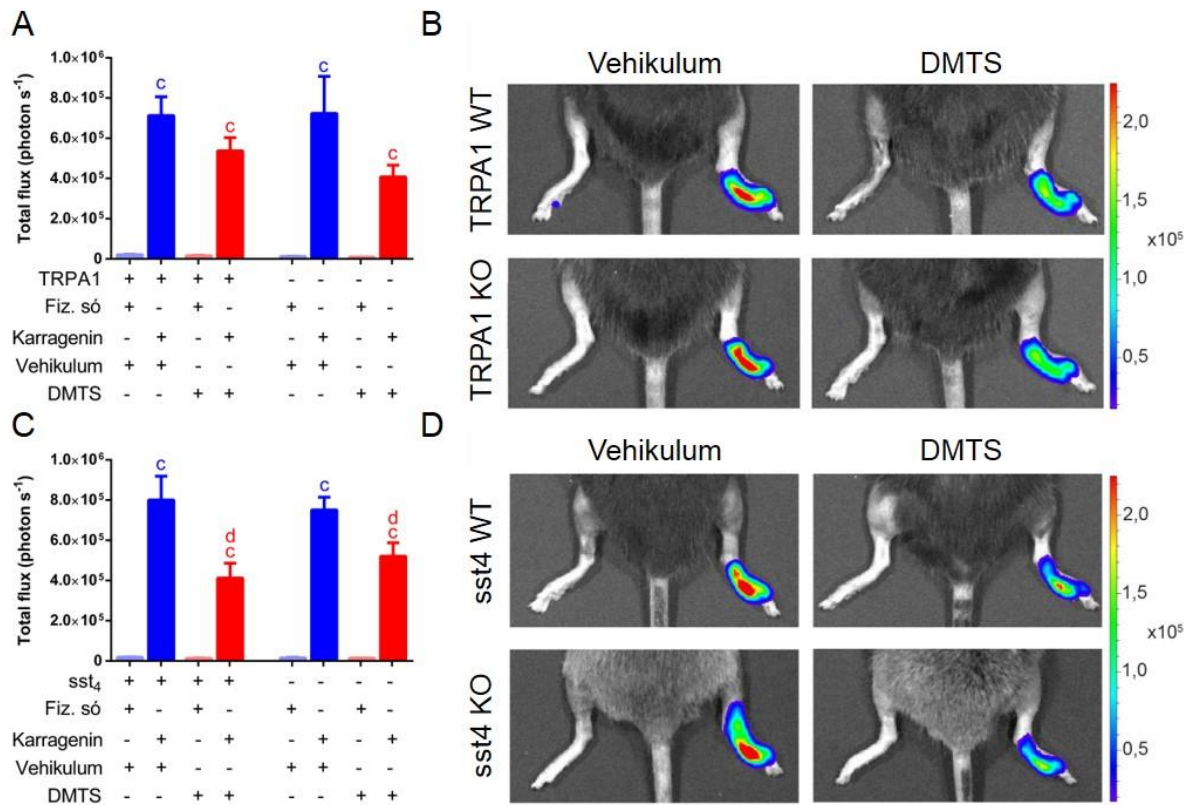 A
Total flux (photon s⁻¹)
1.0×10⁶
8.0×10⁵
6.0×10⁵
4.0×10⁵
2.0×10⁵
0
c c c c
TRPA1 + + + + - - - -
Fiz. só + - + - + - + -
Karragenin - + - + - + - +
Vehikulum + + - - + + - -
DMTS - - + + - - + +
B
Vehikulum DMTS
TRPA1 WT
TRPA1 KO
2,0
1,5
x10⁵
1,0
0,5
C
Total flux (photon s⁻¹)
1.0×10⁶
8.0×10⁵
6.0×10⁵
4.0×10⁵
2.0×10⁵
0
c d c c d c
sst₄ + + + + - - - -
Fiz. só + - + - + - + -
Karragenin - + - + - + - +
Vehikulum + + - - + + - -
DMTS - - + + - - + +
D
Vehikulum DMTS
sst4 WT
sst4 KO
2,0
1,5
x10⁵
1,0
0,5